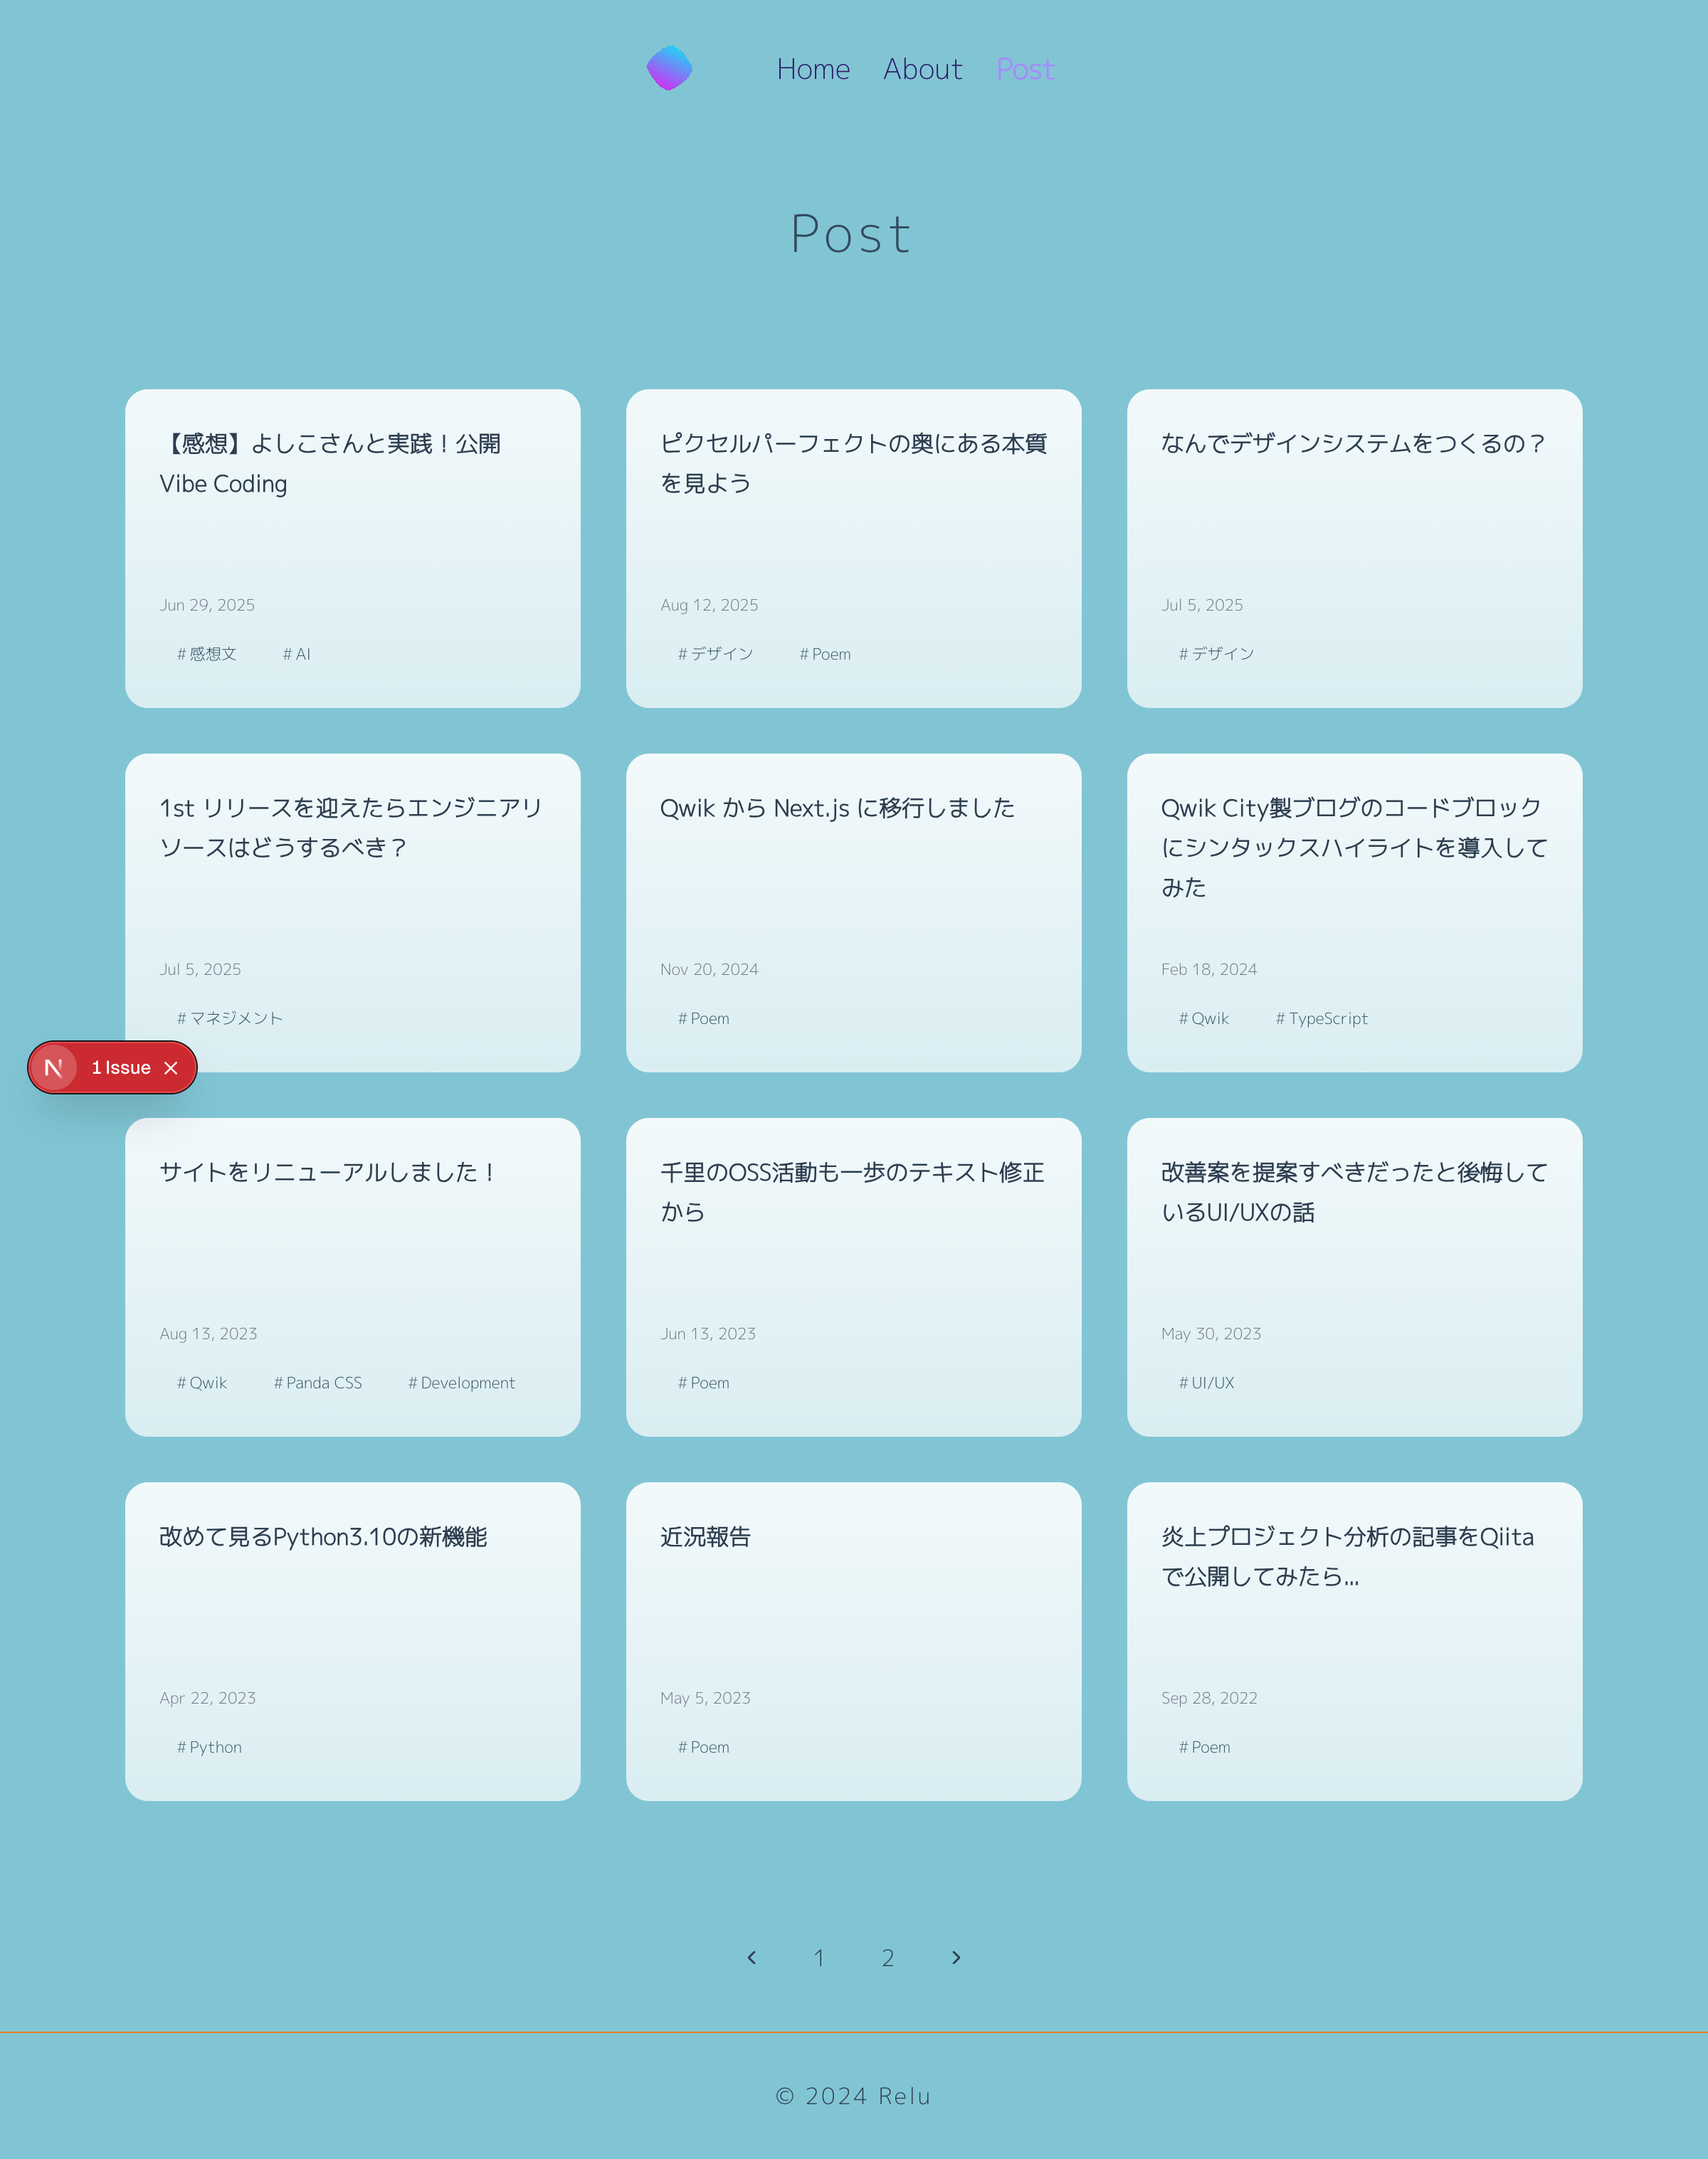 Home About Post
Post
【感想】よしこさんと実践！公開
Vibe Coding
Jun 29, 2025
# 感想文 # AI
ピクセルパーフェクトの奥にある本質
を見よう
Aug 12, 2025
# デザイン # Poem
なんでデザインシステムをつくるの？
Jul 5, 2025
# デザイン
1st リリースを迎えたらエンジニアリ
ソースはどうするべき？
Jul 5, 2025
# マネジメント
Qwik から Next.js に移行しました
Nov 20, 2024
# Poem
Qwik City製ブログのコードブロック
にシンタックスハイライトを導入して
みた
Feb 18, 2024
# Qwik # TypeScript
N 1 Issue
サイトをリニューアルしました！
Aug 13, 2023
# Qwik # Panda CSS # Development
千里のOSS活動も一歩のテキスト修正
から
Jun 13, 2023
# Poem
改善案を提案すべきだったと後悔して
いるUI/UXの話
May 30, 2023
# UI/UX
改めて見るPython3.10の新機能
Apr 22, 2023
# Python
近況報告
May 5, 2023
# Poem
炎上プロジェクト分析の記事をQiita
で公開してみたら...
Sep 28, 2022
# Poem
1 2
© 2024 Relu